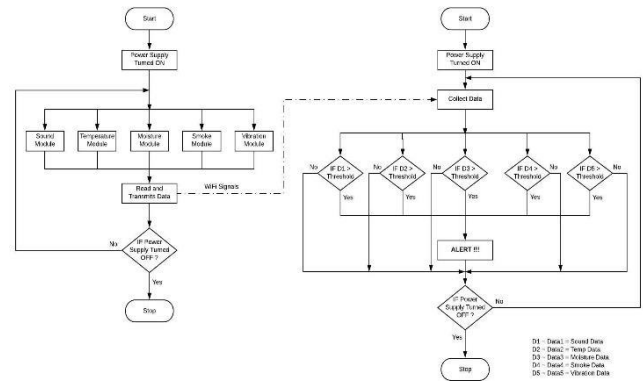 Start
Power Supply
Turned ON
Sound
Module
Temperature
Module
Moisture
Module
Smoke
Module
Vibration
Module
Read and
Transmits Data
WiFi Signals
IF Power
Supply Turned
OFF ?
No
Yes
Stop
Start
Power Supply
Turned ON
Collect Data
No
IF D1 >
Threshold
Yes
No
IF D2 >
Threshold
Yes
No
IF D3 >
Threshold
Yes
IF D4 >
Threshold
No
Yes
IF D5 >
Threshold
No
Yes
ALERT !!!
IF Power
Supply Turned
OFF ?
No
Yes
Stop
D1 - Data1 = Sound Data
D2 - Data2 = Temp Data
D3 - Data3 = Moisture Data
D4 - Data4 = Smoke Data
D5 - Data5 = Vibration Data